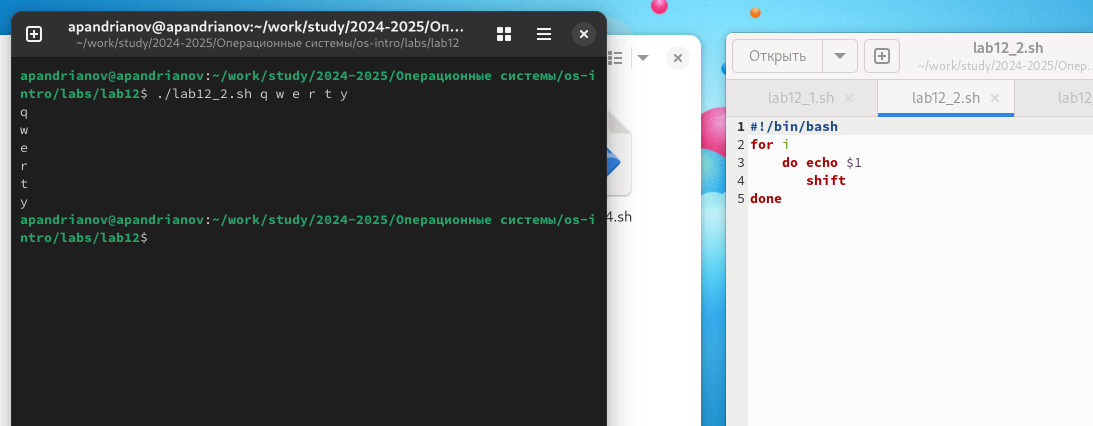 apandrianov@apandrianov:~/work/study/2024-2025/Оп…
~/work/study/2024-2025/Операционные системы/os-intro/labs/lab12
apandrianov@apandrianov:~/work/study/2024-2025/Операционные системы/os-i
ntro/labs/lab12$ ./lab12_2.sh q w e r t y
q
w
e
r
t
y
apandrianov@apandrianov:~/work/study/2024-2025/Операционные системы/os-i
ntro/labs/lab12$
4.sh
Открыть
lab12_2.sh
~/work/study/2024-2025/Опер…
lab12_1.sh
lab12_2.sh
lab12_
1 #!/bin/bash
2 for i
3     do echo $1
4        shift
5 done